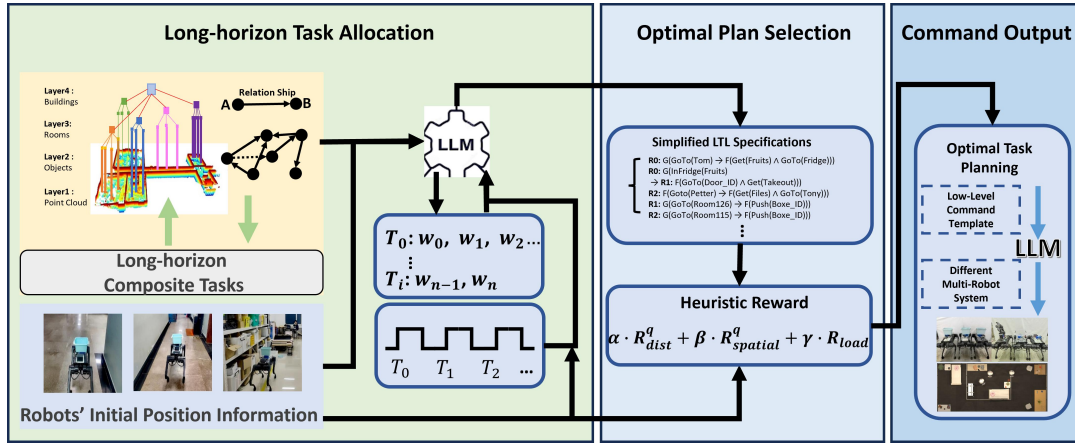 Long-horizon Task Allocation
Layer4 :
Buildings
Layer3:
Rooms
Layer2 :
Objects
Layer1 :
Point Cloud
Relation Ship
A
B
Long-horizon
Composite Tasks
Robots' Initial Position Information
LLM
T₀: w₀, w₁, w₂...
⋮
Tᵢ: wₙ₋₁, wₙ
T₀ T₁ T₂ ...
Optimal Plan Selection
Simplified LTL Specifications
R0: G(GoTo(Tom) → F(Get(Fruits) ∧ GoTo(Fridge)))
R0: G(InFridge(Fruits)
→ R1: F(GoTo(Door_ID) ∧ Get(Takeout)))
R2: F(Goto(Petter) → F(Get(Files) ∧ GoTo(Tony)))
R1: G(GoTo(Room126) → F(Push(Boxe_ID)))
R2: G(GoTo(Room115) → F(Push(Boxe_ID)))
⋮
Heuristic Reward
α · R^q_dist + β · R^q_spatial + γ · R_load
Command Output
Optimal Task
Planning
Low-Level
Command
Template
LLM
Different
Multi-Robot
System